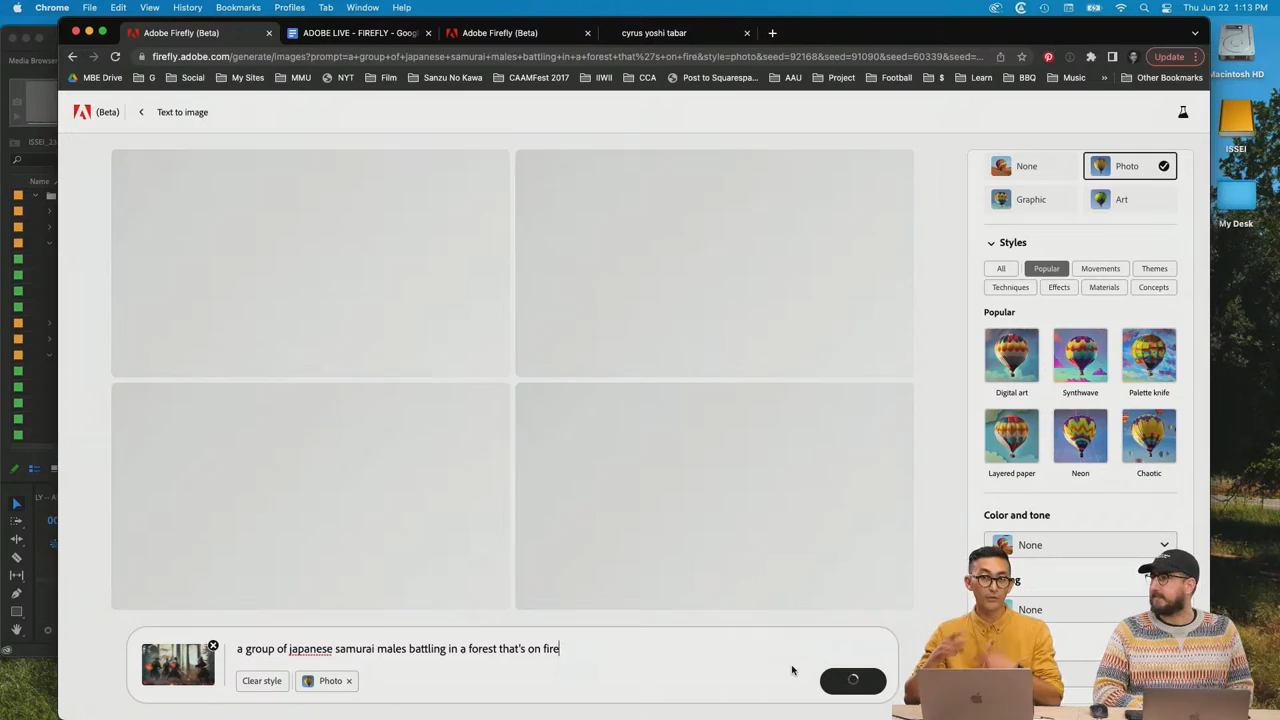 Chrome File Edit View History Bookmarks Profiles Tab Window Help
Thu Jun 22 1:13 PM
Adobe Firefly (Beta)
ADOBE LIVE - FIREFLY - Googl
Adobe Firefly (Beta)
cyrus yoshi tabar
firefly.adobe.com/generate/images?prompt=a+group+of+japanese+samurai+males+battling+in+a+forest+that%27s+on+fire&style=photo&seed=92168&seed=91090&seed=60339&seed=...
Update
MBE Drive G Social My Sites MMU NYT Film Sanzu No Kawa CAAMFest 2017 IIWII CCA Post to Squarespa... AAU Project Football $ Learn BBQ Music » Other Bookmarks
Macintosh HD
ISSEI
My Desk
Media Browser
ISSEI_23
Name
(Beta)
Text to image
None
Photo
Graphic
Art
Styles
All Popular Movements Themes
Techniques Effects Materials Concepts
Popular
Digital art Synthwave Palette knife
Layered paper Neon Chaotic
Color and tone
None
None
a group of japanese samurai males battling in a forest that's on fire
Clear style
Photo